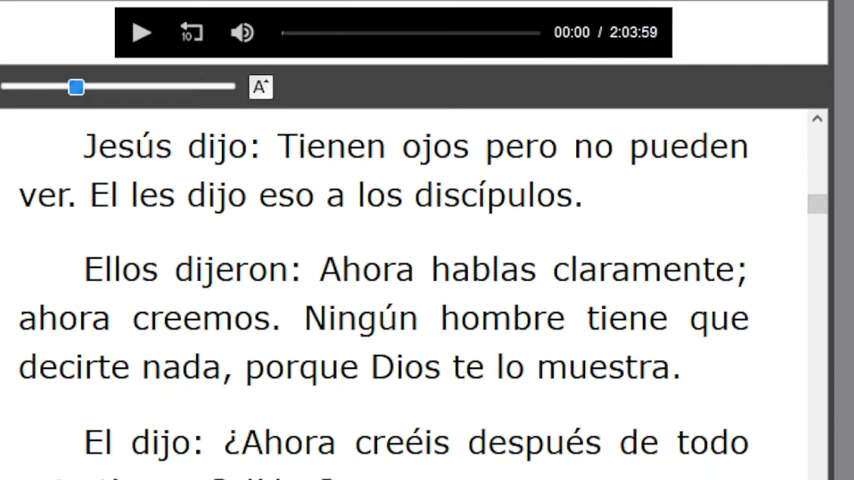 10
00:00 / 2:03:59
A
Jesús dijo: Tienen ojos pero no pueden
ver. El les dijo eso a los discípulos.
Ellos dijeron: Ahora hablas claramente;
ahora creemos. Ningún hombre tiene que
decirte nada, porque Dios te lo muestra.
El dijo: ¿Ahora creéis después de todo